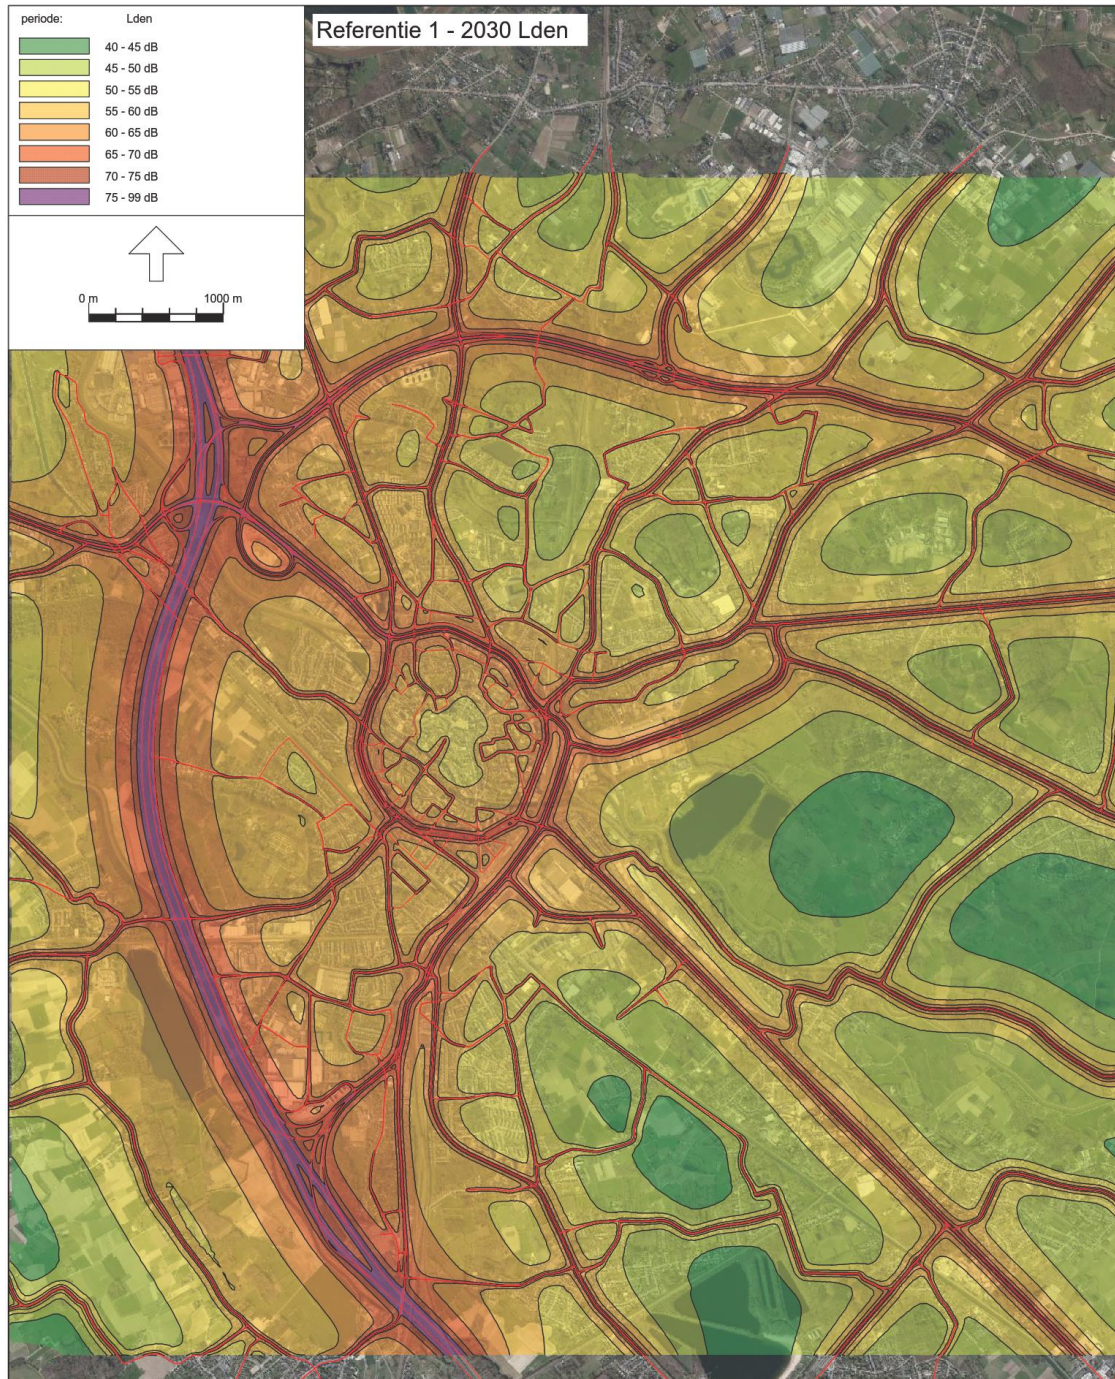 periode: Lden
40 - 45 dB
45 - 50 dB
50 - 55 dB
55 - 60 dB
60 - 65 dB
65 - 70 dB
70 - 75 dB
75 - 99 dB
0 m 1000 m
Referentie 1 - 2030 Lden